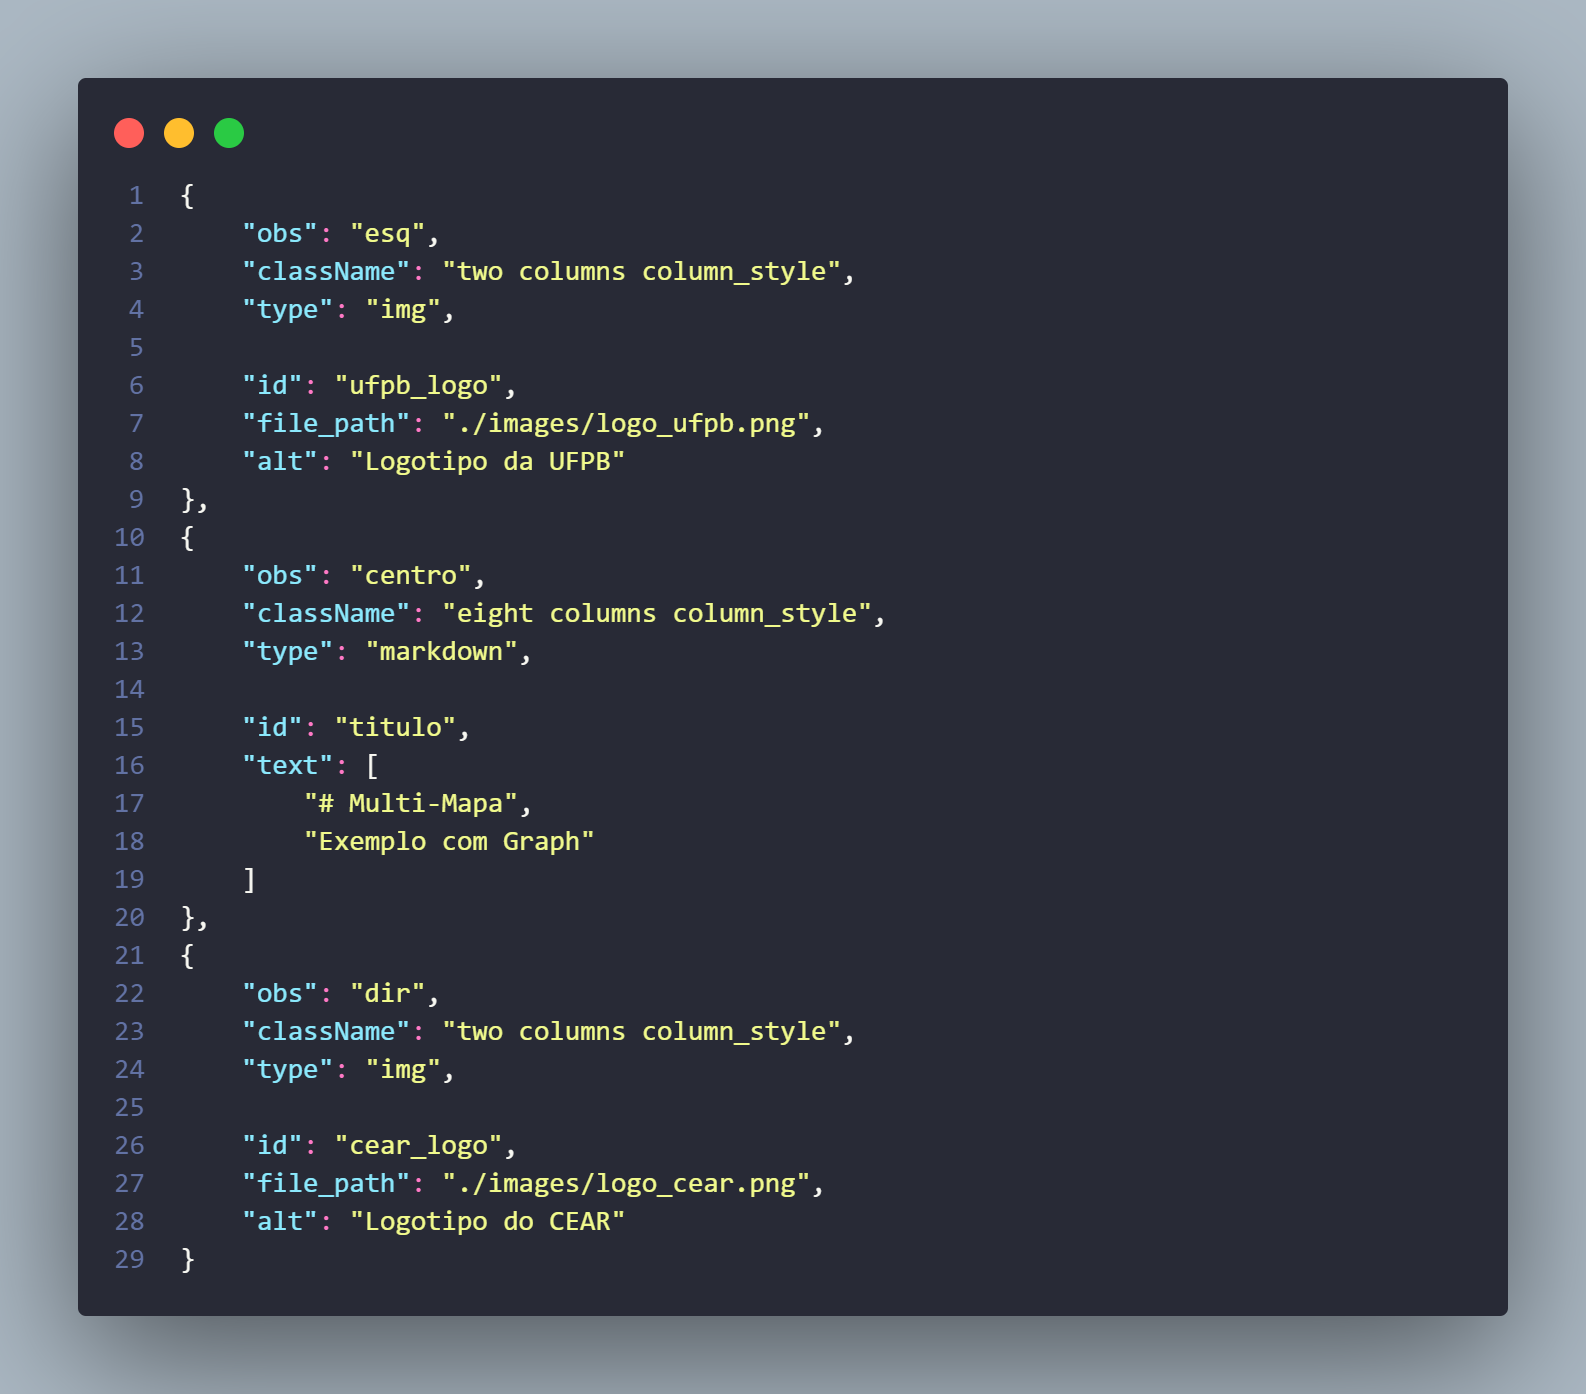 1 {
2 "obs": "esq",
3 "className": "two columns column_style",
4 "type": "img",
5
6 "id": "ufpb_logo",
7 "file_path": "./images/logo_ufpb.png",
8 "alt": "Logotipo da UFPB"
9 },
10 {
11 "obs": "centro",
12 "className": "eight columns column_style",
13 "type": "markdown",
14
15 "id": "titulo",
16 "text": [
17 "# Multi-Mapa",
18 "Exemplo com Graph"
19 ]
20 },
21 {
22 "obs": "dir",
23 "className": "two columns column_style",
24 "type": "img",
25
26 "id": "cear_logo",
27 "file_path": "./images/logo_cear.png",
28 "alt": "Logotipo do CEAR"
29 }